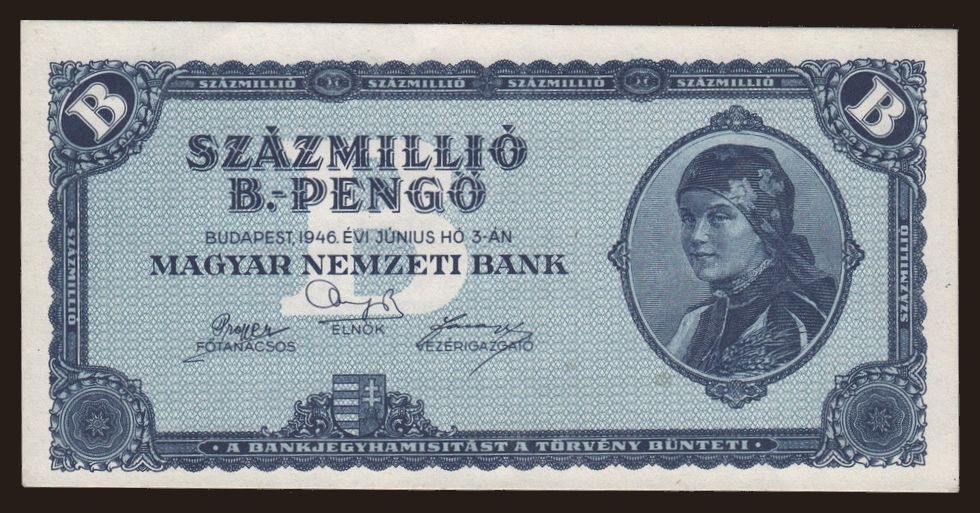 SZÁZMILLIÓ SZÁZMILLIÓ SZÁZMILLIÓ SZÁZMILLIÓ
B B
SZÁZMILLIÓ
B.-PENGŐ
B
BUDAPEST, 1946. ÉVI JÚNIUS HÓ 3-ÁN
MAGYAR NEMZETI BANK
ELNÖK
FŐTANÁCSOS VEZÉRIGAZGATÓ
SZÁZMILLIÓ
SZÁZMILLIÓ
• A BANKJEGYHAMISÍTÁST A TÖRVÉNY BÜNTETI •